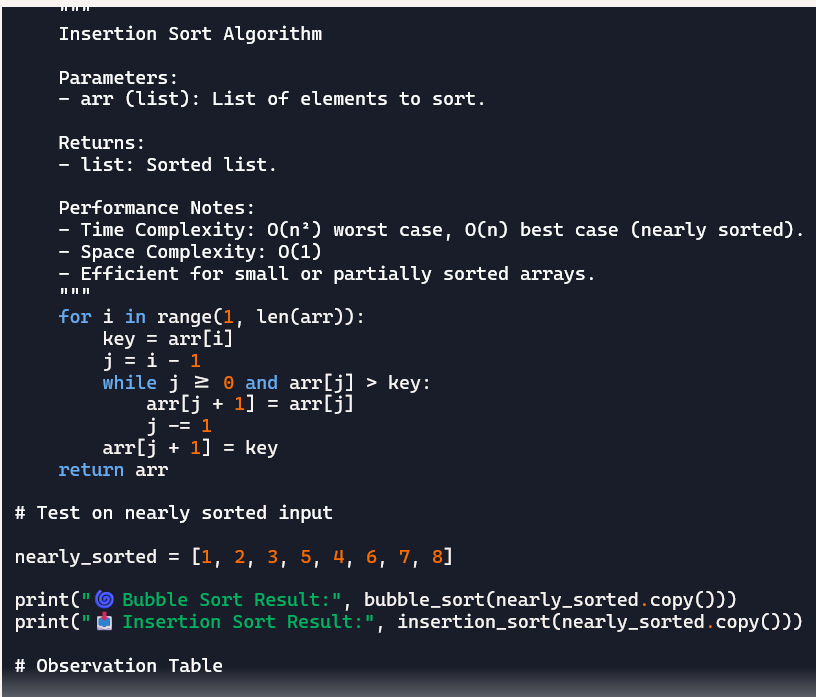 """
Insertion Sort Algorithm
Parameters:
- arr (list): List of elements to sort.
Returns:
- list: Sorted list.
Performance Notes:
- Time Complexity: O(n²) worst case, O(n) best case (nearly sorted).
- Space Complexity: O(1)
- Efficient for small or partially sorted arrays.
"""
for i in range(1, len(arr)):
key = arr[i]
j = i - 1
while j ≥ 0 and arr[j] > key:
arr[j + 1] = arr[j]
j -= 1
arr[j + 1] = key
return arr
# Test on nearly sorted input
nearly_sorted = [1, 2, 3, 5, 4, 6, 7, 8]
print("🌀 Bubble Sort Result:", bubble_sort(nearly_sorted.copy()))
print("📥 Insertion Sort Result:", insertion_sort(nearly_sorted.copy()))
# Observation Table